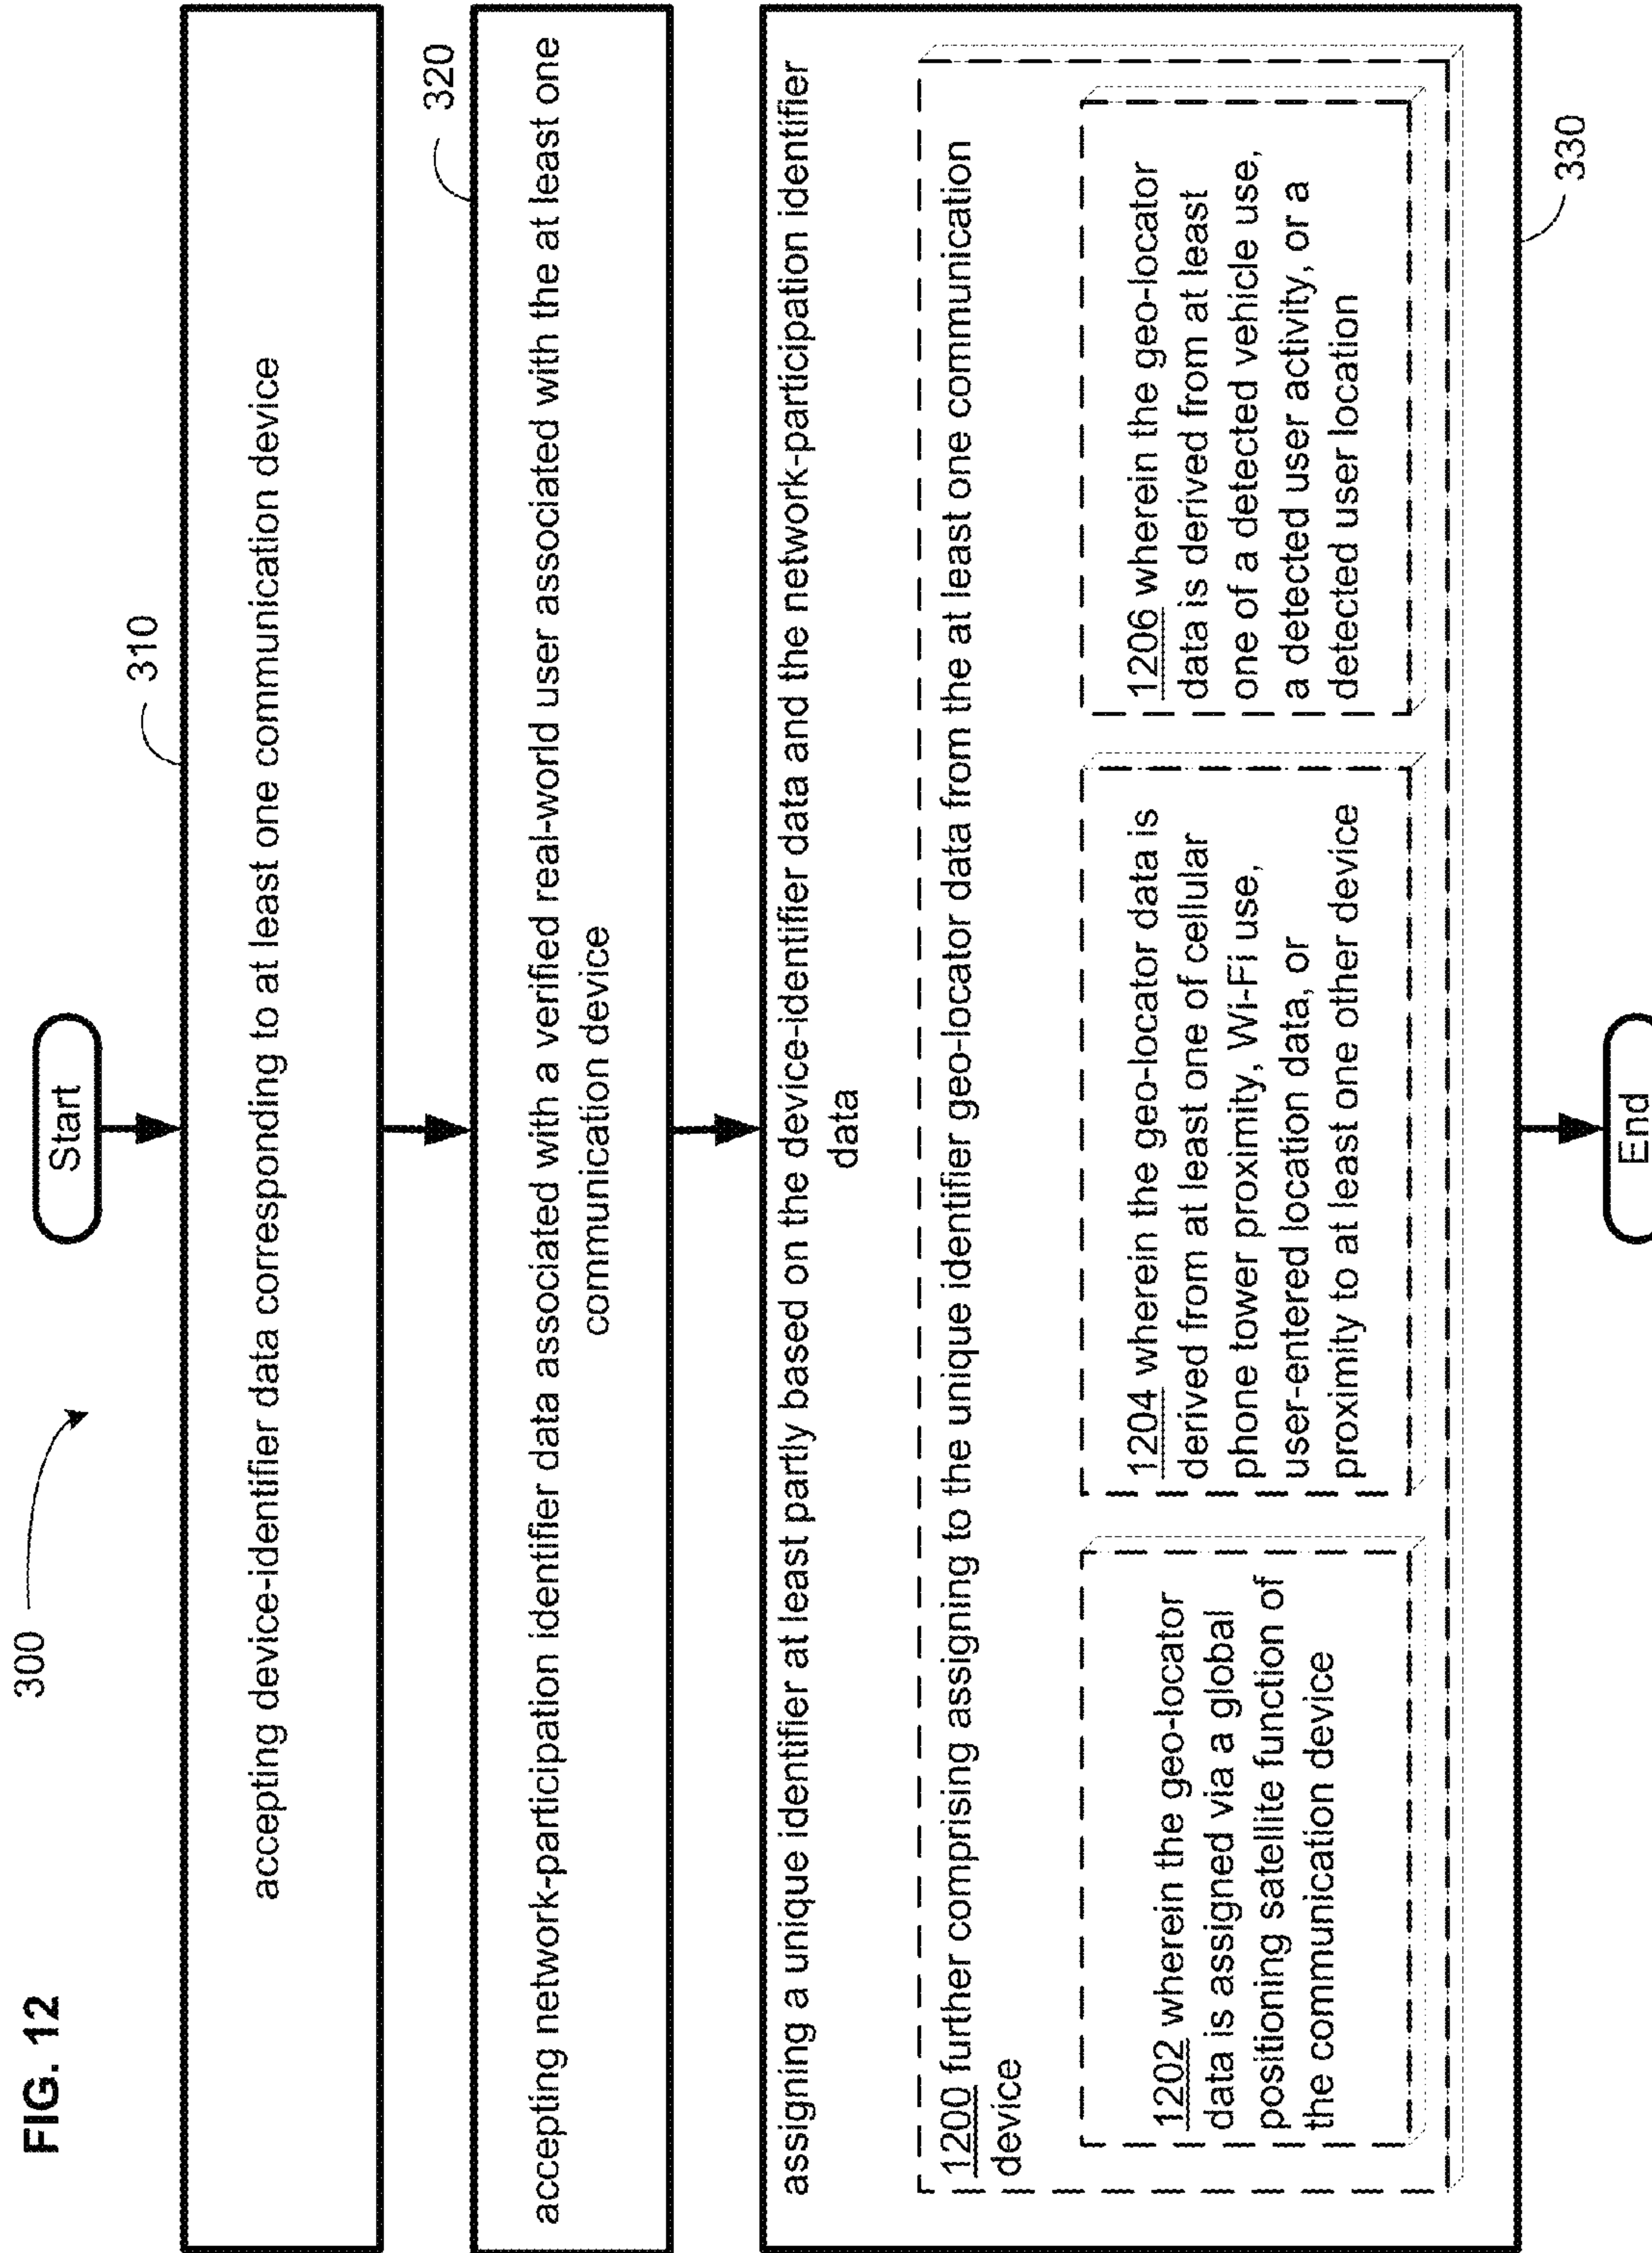 FIG. 12
300
Start
310
accepting device-identifier data corresponding to at least one communication device
320
accepting network-participation identifier data associated with a verified real-world user associated with the at least one
communication device
assigning a unique identifier at least partly based on the device-identifier data and the network-participation identifier
data
1200 further comprising assigning to the unique identifier geo-locator data from the at least one communication
device
1202 wherein the geo-locator
data is assigned via a global
positioning satellite function of
the communication device
1204 wherein the geo-locator data is
derived from at least one of cellular
phone tower proximity, Wi-Fi use,
user-entered location data, or
proximity to at least one other device
1206 wherein the geo-locator
data is derived from at least
one of a detected vehicle use,
a detected user activity, or a
detected user location
330
End